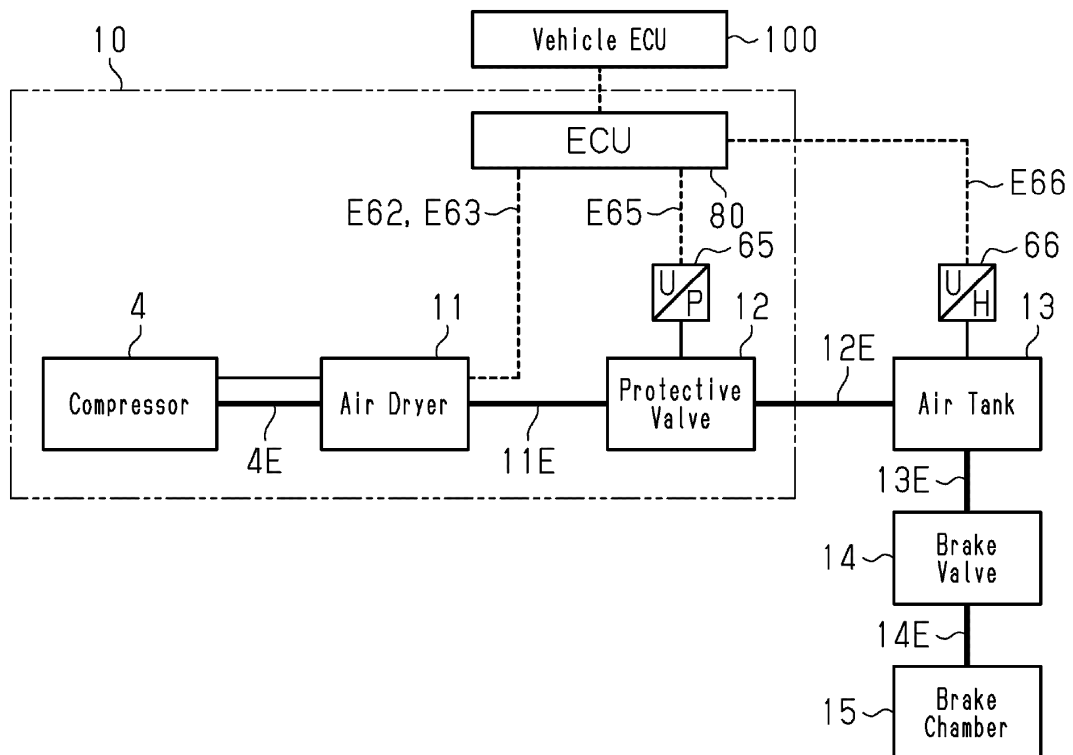 10
Vehicle ECU
100
ECU
E62, E63
E65
80
E66
65
U
P
66
U
H
4
11
12
12E
13
Compressor
Air Dryer
Protective
Valve
Air Tank
4E
11E
13E
14
Brake
Valve
14E
15
Brake
Chamber